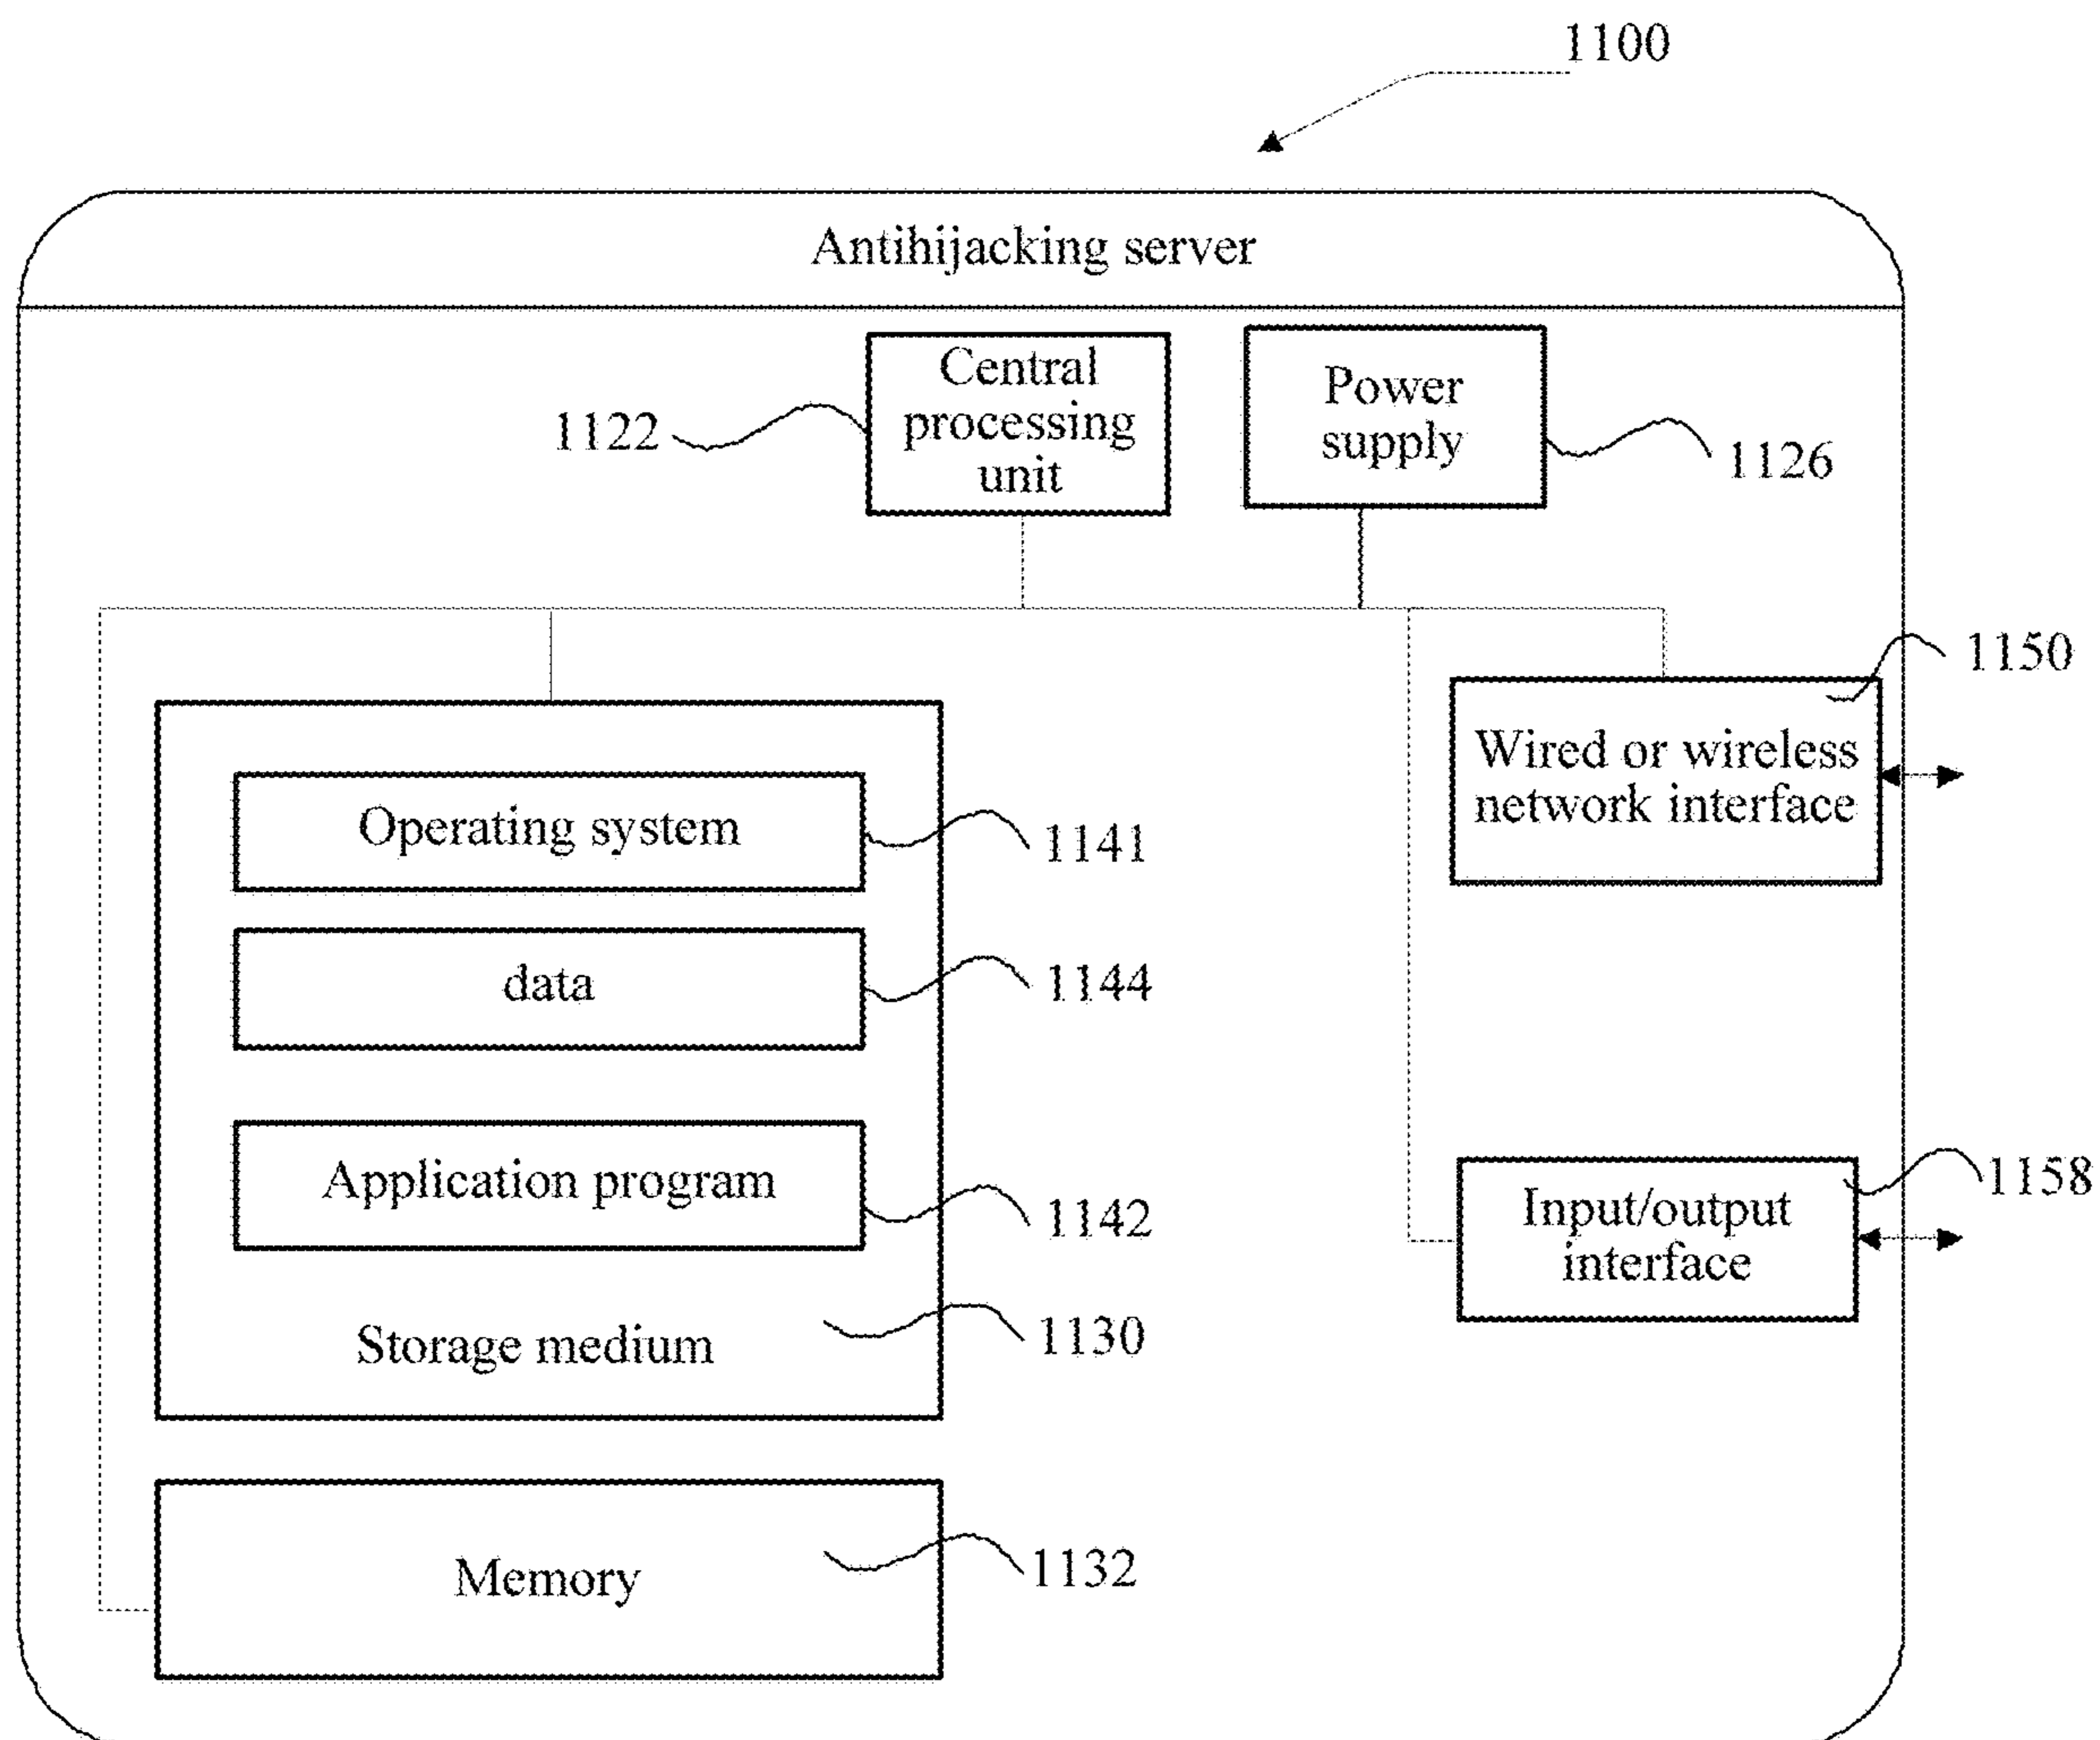 1100
Antihijacking server
Central
processing
unit
1122
Power
supply
1126
1150
Wired or wireless
network interface
Operating system
1141
data
1144
Application program
1142
Storage medium
1130
1158
Input/output
interface
Memory
1132